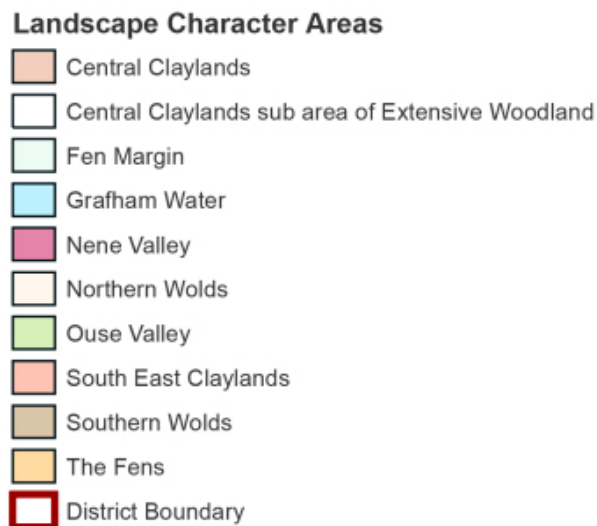 Landscape Character Areas
Central Claylands
Central Claylands sub area of Extensive Woodland
Fen Margin
Grafham Water
Nene Valley
Northern Wolds
Ouse Valley
South East Claylands
Southern Wolds
The Fens
District Boundary